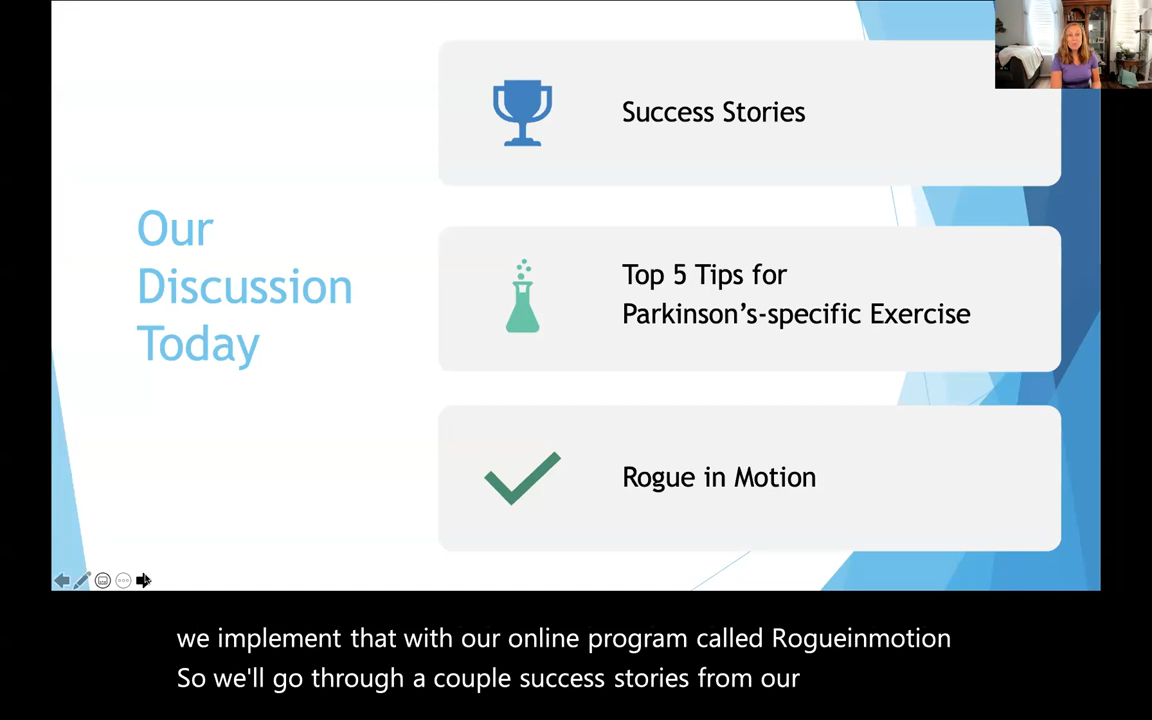 Our
Discussion
Today
Success Stories
Top 5 Tips for
Parkinson's-specific Exercise
Rogue in Motion
we implement that with our online program called Rogueinmotion
So we'll go through a couple success stories from our